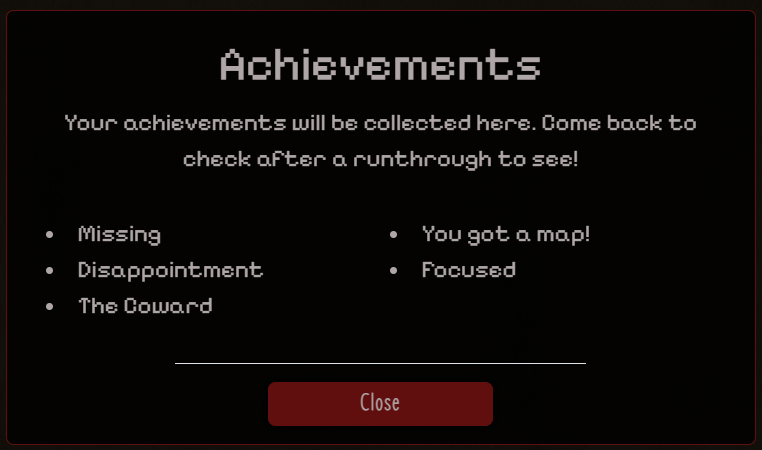 Achievements
Your achievements will be collected here. Come back to
check after a runthrough to see!
Missing
Disappointment
The Coward
You got a map!
Focused
Close